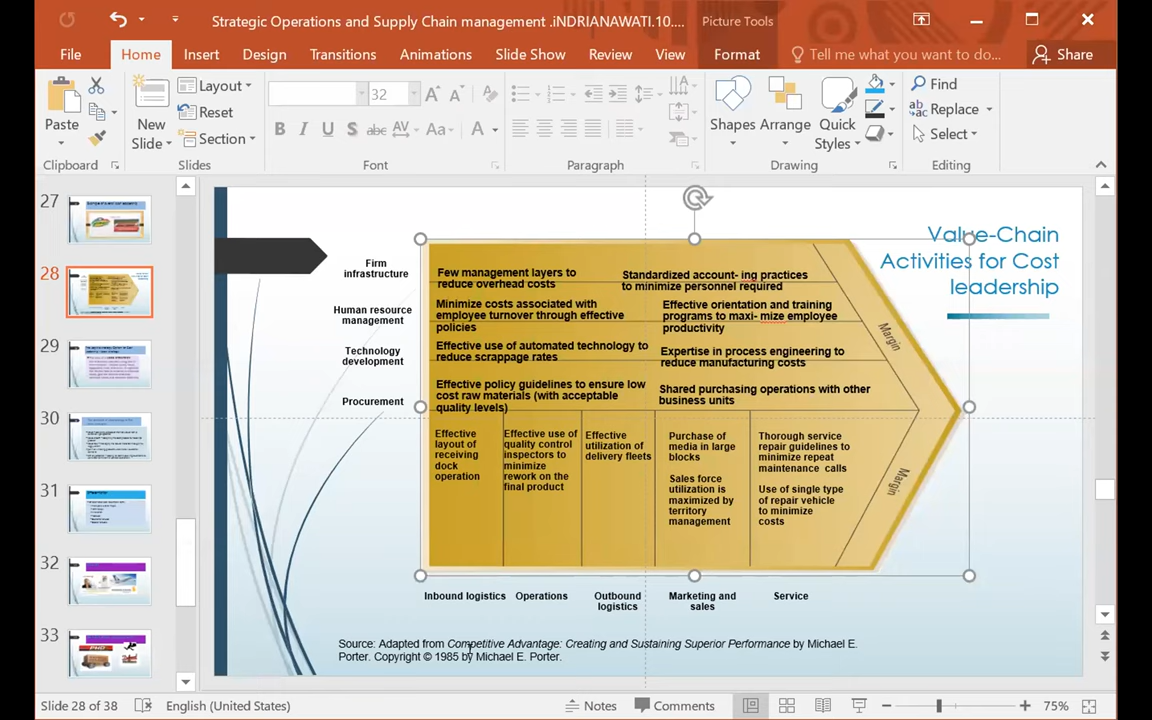 Strategic Operations and Supply Chain management .iNDRIANAWATI.10....
Picture Tools
File
Home
Insert
Design
Transitions
Animations
Slide Show
Review
View
Format
Tell me what you want to do...
Share
Paste
New
Slide
Layout
Reset
Section
32
B I U S abc AV Aa A
Shapes
Arrange
Quick
Styles
Find
Replace
Select
Clipboard
Slides
Font
Paragraph
Drawing
Editing
27
28
29
30
31
32
33
Value-Chain
Activities for Cost
leadership
Firm
infrastructure
Few management layers to
reduce overhead costs
Standardized account- ing practices
to minimize personnel required
Human resource
management
Minimize costs associated with
employee turnover through effective
policies
Effective orientation and training
programs to maxi- mize employee
productivity
Technology
development
Effective use of automated technology to
reduce scrappage rates
Expertise in process engineering to
reduce manufacturing costs
Procurement
Effective policy guidelines to ensure low
cost raw materials (with acceptable
quality levels)
Shared purchasing operations with other
business units
Margin
Effective
layout of
receiving
dock
operation
Effective use of
quality control
inspectors to
minimize
rework on the
final product
Effective
utilization of
delivery fleets
Purchase of
media in large
blocks
Sales force
utilization is
maximized by
territory
management
Thorough service
repair guidelines to
minimize repeat
maintenance calls
Use of single type
of repair vehicle
to minimize
costs
Margin
Inbound logistics
Operations
Outbound
logistics
Marketing and
sales
Service
Source: Adapted from Competitive Advantage: Creating and Sustaining Superior Performance by Michael E.
Porter. Copyright © 1985 by Michael E. Porter.
Slide 28 of 38
English (United States)
Notes
Comments
75%